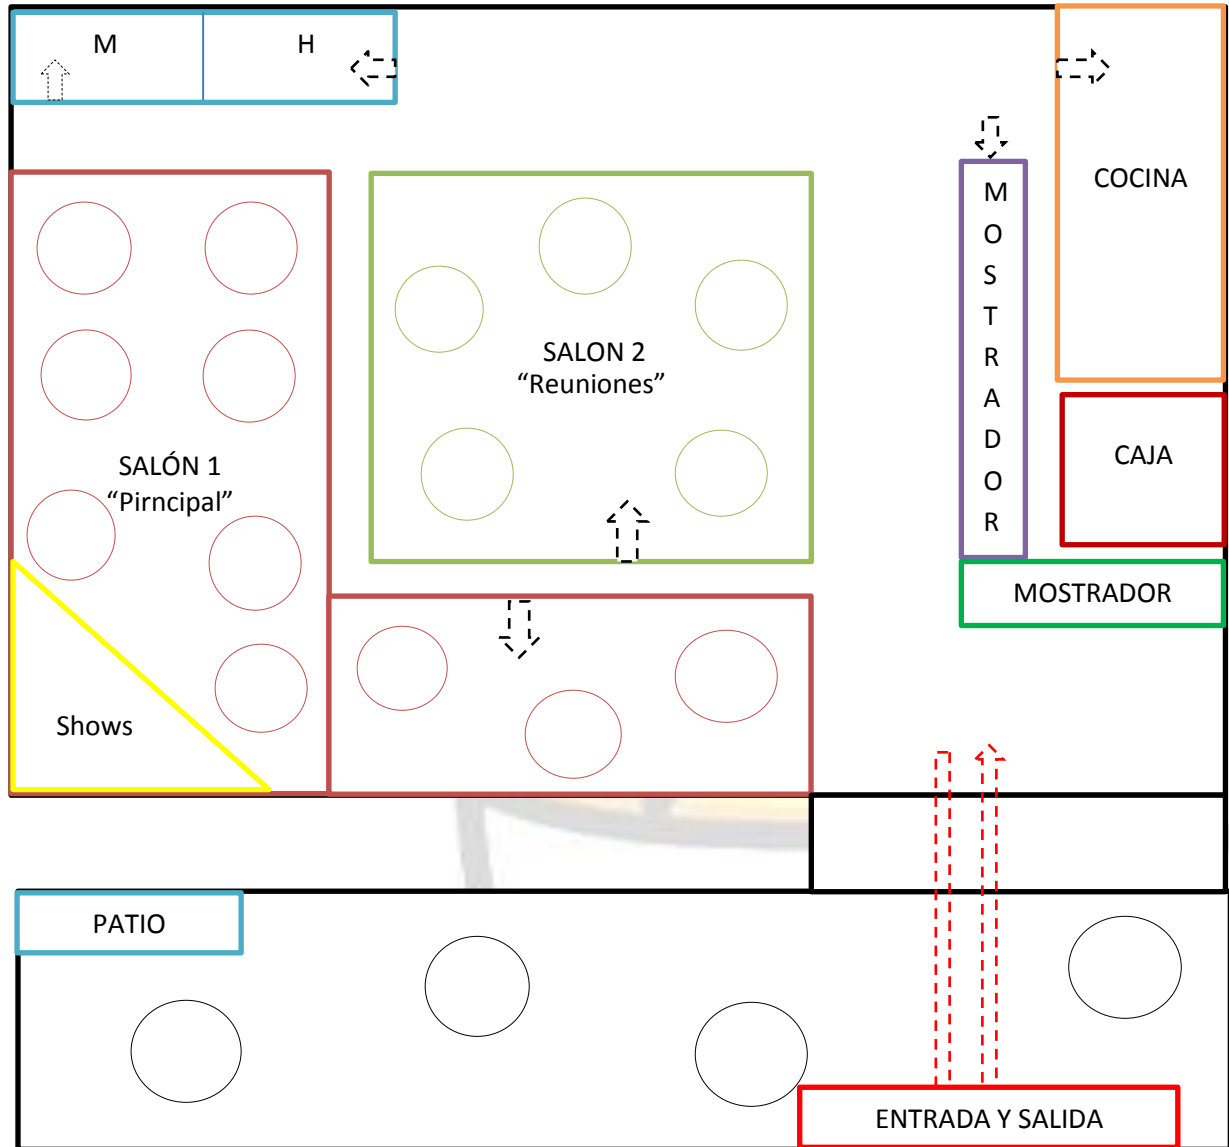 M
H
COCINA
M
O
S
T
R
A
D
O
R
SALON 2
“Reuniones”
SALÓN 1
“Pirncipal”
CAJA
MOSTRADOR
Shows
PATIO
ENTRADA Y SALIDA